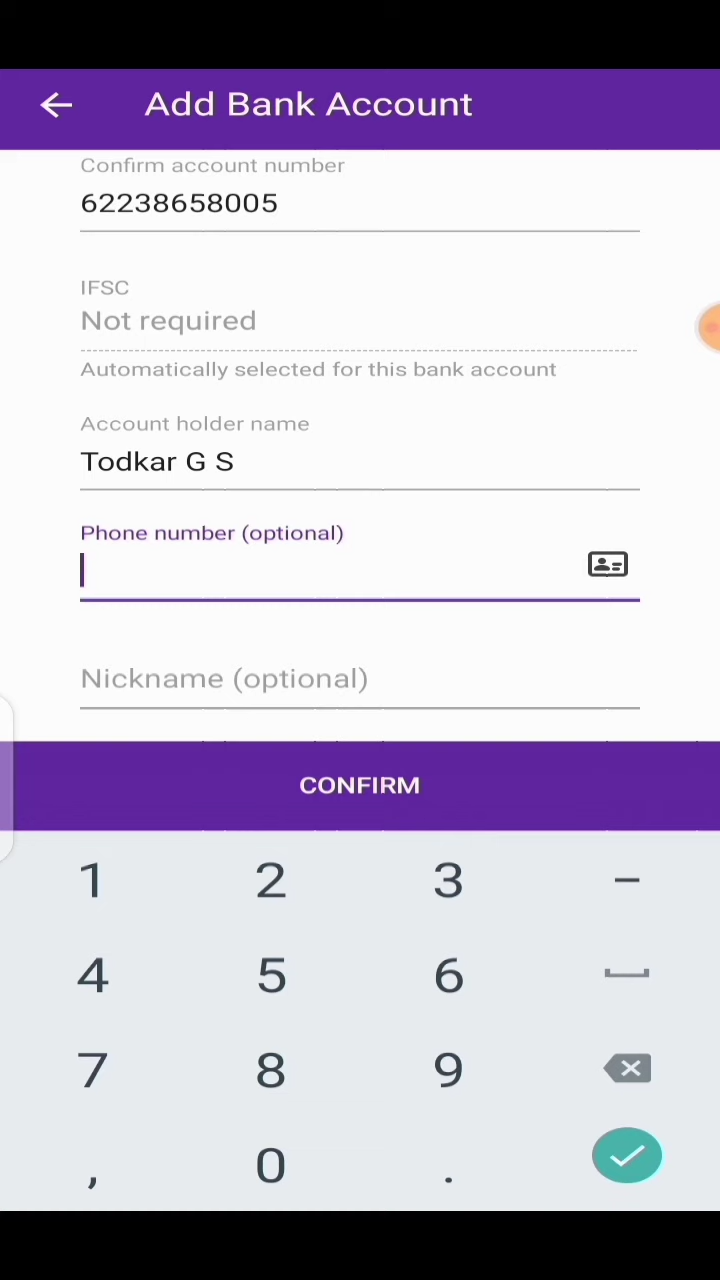 Add Bank Account
Confirm account number
62238658005
IFSC
Not required
Automatically selected for this bank account
Account holder name
Todkar G S
Phone number (optional)
Nickname (optional)
CONFIRM
1 2 3 –
4 5 6
7 8 9
, 0 .